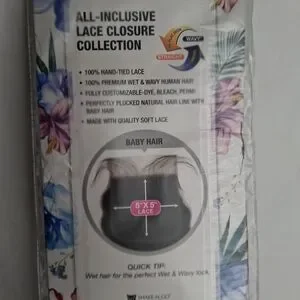 ALL-INCLUSIVE
LACE CLOSURE
COLLECTION
WAVY
STRAIGHT
• 100% HAND-TIED LACE
• 100% PREMIUM WET & WAVY HUMAN HAIR
• FULLY CUSTOMIZABLE-DYE, BLEACH, PERM!
• PERFECTLY PLUCKED NATURAL HAIR LINE WITH
BABY HAIR
• MADE WITH QUALITY SOFT LACE
BABY HAIR
5"X 5"
LACE
QUICK TIP:
Wet hair for the perfect Wet & Wavy look.